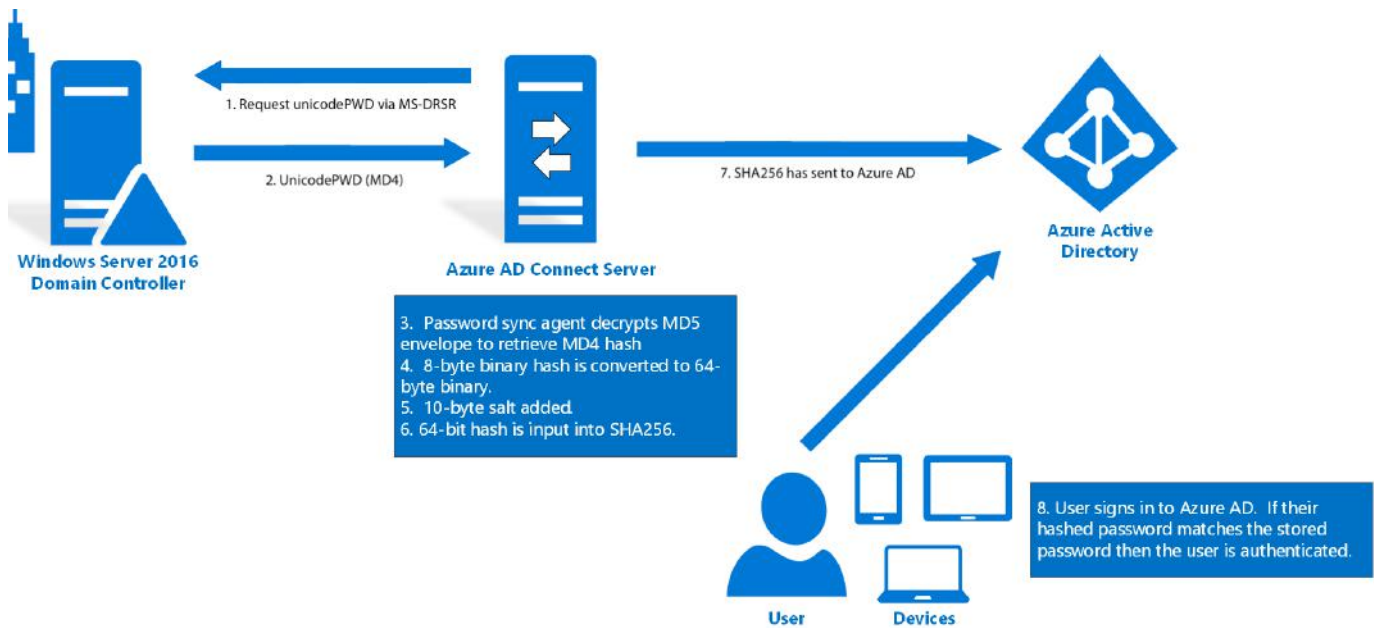 1. Request unicodePWD via MS-DRSR
2. UnicodePWD (MD4)
7. SHA256 has sent to Azure AD
Windows Server 2016
Domain Controller
Azure AD Connect Server
Azure Active
Directory
3. Password sync agent decrypts MD5
envelope to retrieve MD4 hash
4. 8-byte binary hash is converted to 64-
byte binary.
5. 10-byte salt added.
6. 64-bit hash is input into SHA256.
8. User signs in to Azure AD. If their
hashed password matches the stored
password then the user is authenticated.
User
Devices